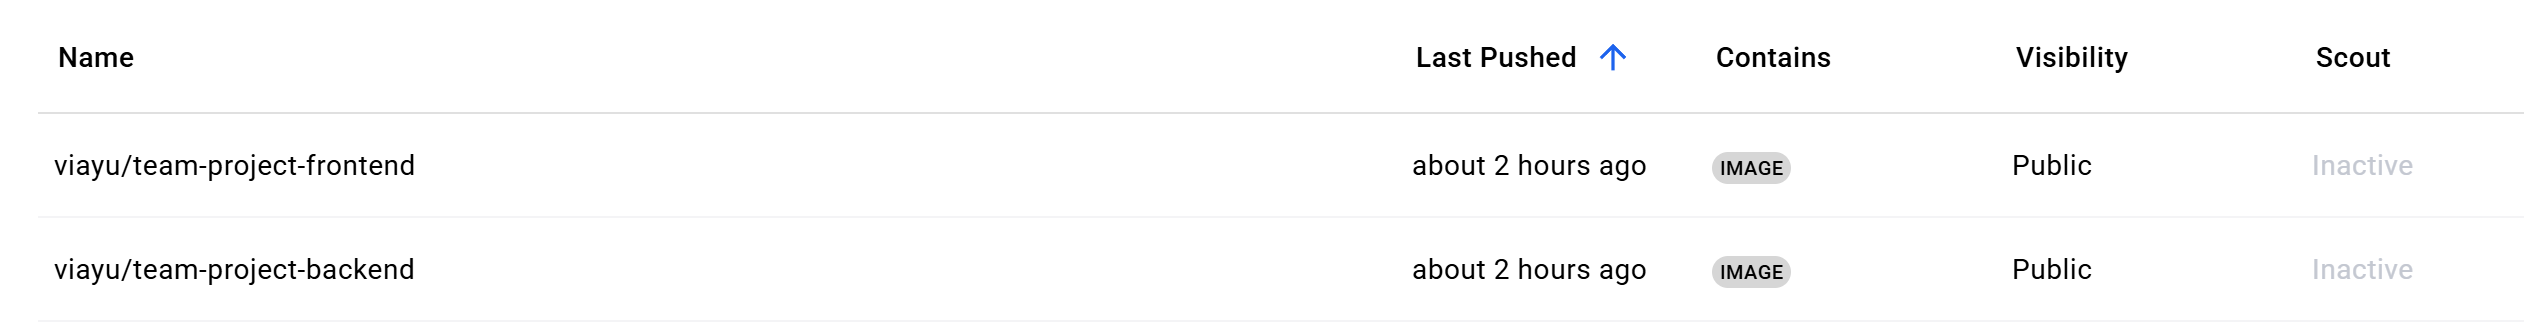 Name Last Pushed Contains Visibility Scout
viayu/team-project-frontend about 2 hours ago IMAGE Public Inactive
viayu/team-project-backend about 2 hours ago IMAGE Public Inactive